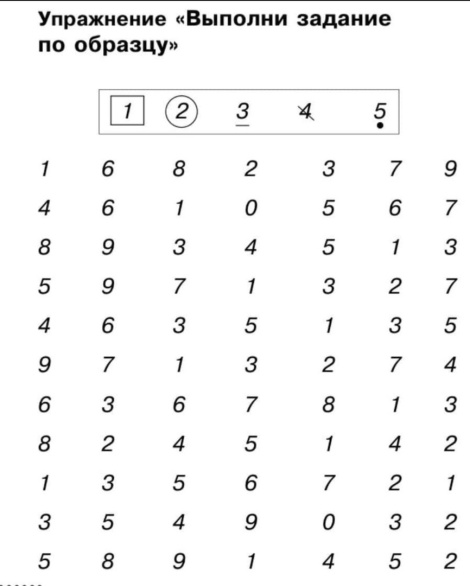 Упражнение «Выполни задание
по образцу»
1 2 3 4 5
1 6 8 2 3 7 9
4 6 1 0 5 6 7
8 9 3 4 5 1 3
5 9 7 1 3 2 7
4 6 3 5 1 3 5
9 7 1 3 2 7 4
6 3 6 7 8 1 3
8 2 4 5 1 4 2
1 3 5 6 7 2 1
3 5 4 9 0 3 2
5 8 9 1 4 5 2